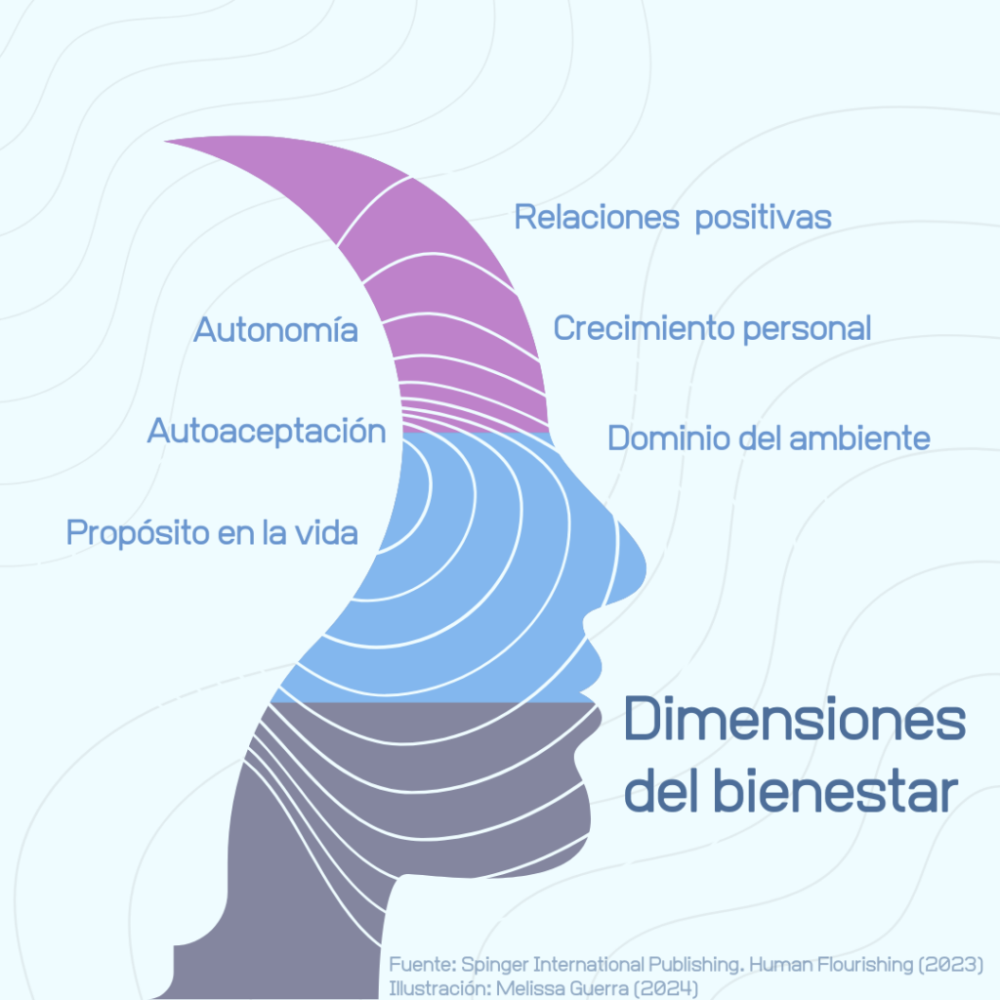 Relaciones positivas
Autonomía
Crecimiento personal
Autoaceptación
Dominio del ambiente
Propósito en la vida
Dimensiones
del bienestar
Fuente: Spinger International Publishing. Human Flourishing (2023)
Illustración: Melissa Guerra (2024)